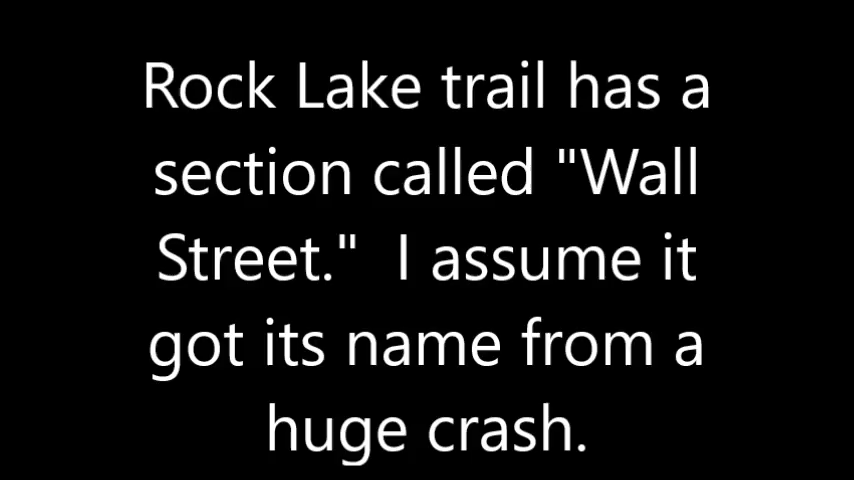 Rock Lake trail has a
section called "Wall
Street."  I assume it
got its name from a
huge crash.